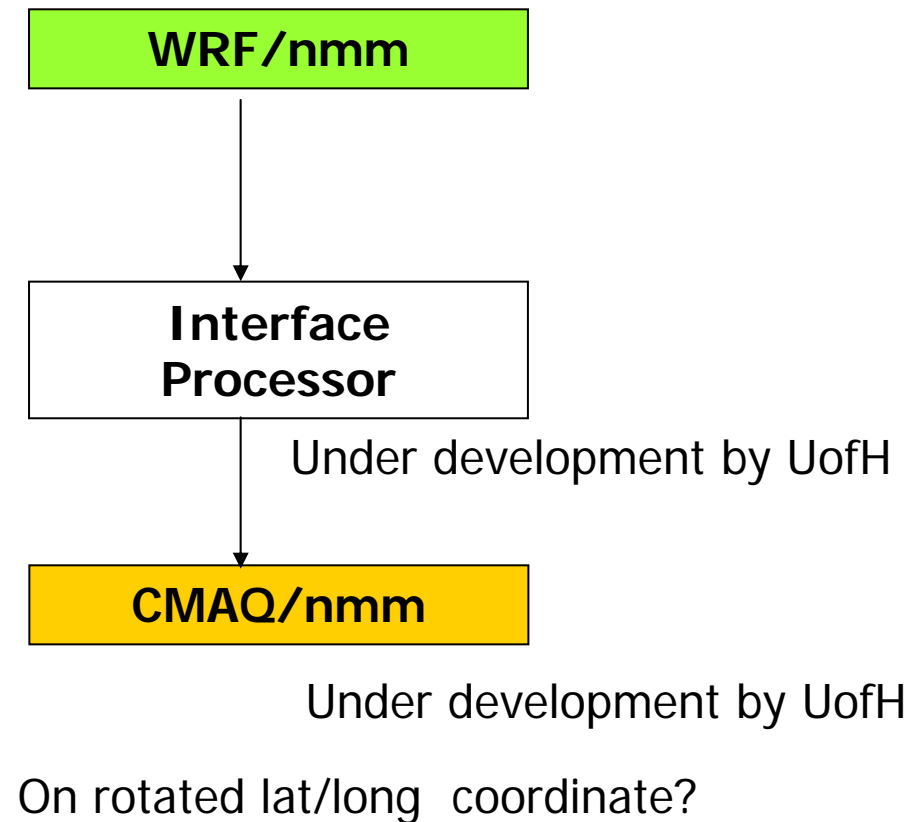 WRF/nmm
Interface
Processor
Under development by UofH
CMAQ/nmm
Under development by UofH
On rotated lat/long coordinate?